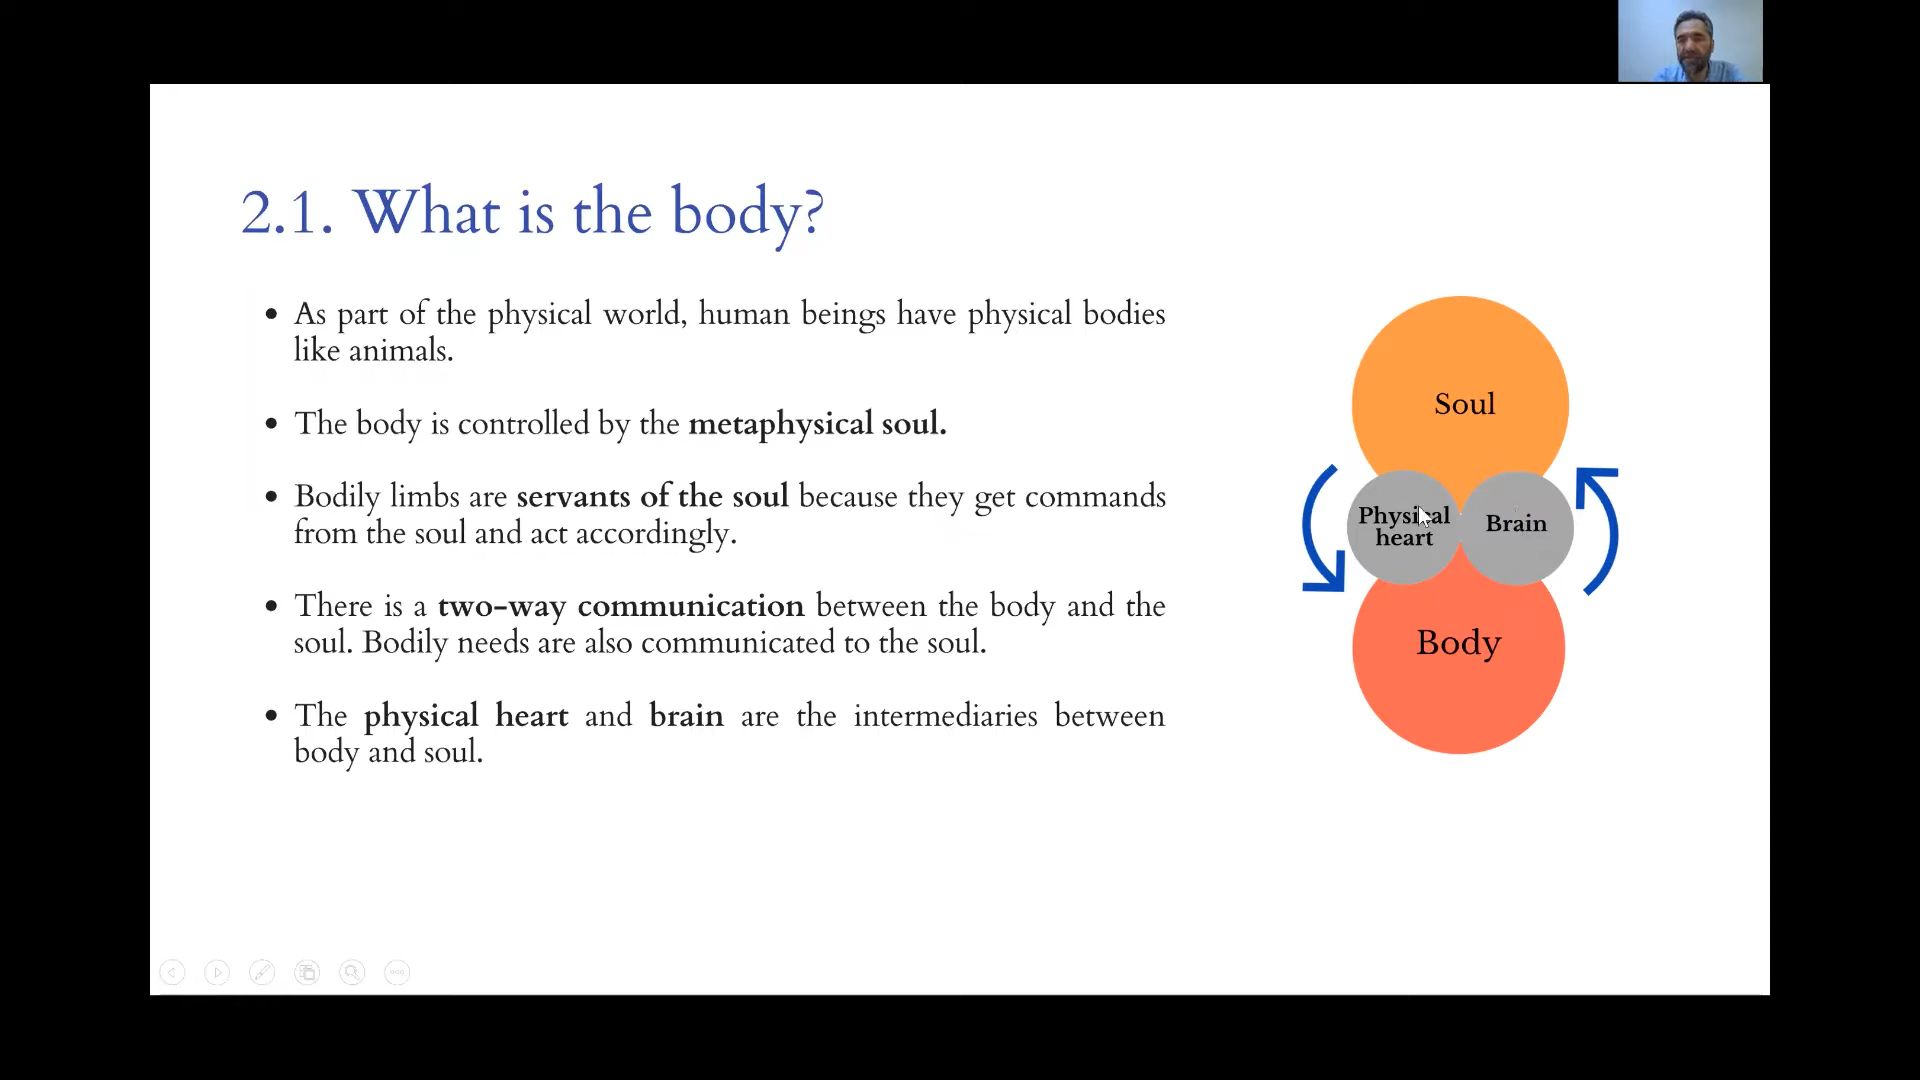 2.1. What is the body?
• As part of the physical world, human beings have physical bodies
like animals.
• The body is controlled by the metaphysical soul.
• Bodily limbs are servants of the soul because they get commands
from the soul and act accordingly.
• There is a two-way communication between the body and the
soul. Bodily needs are also communicated to the soul.
• The physical heart and brain are the intermediaries between
body and soul.
Soul
Physical
heart
Brain
Body